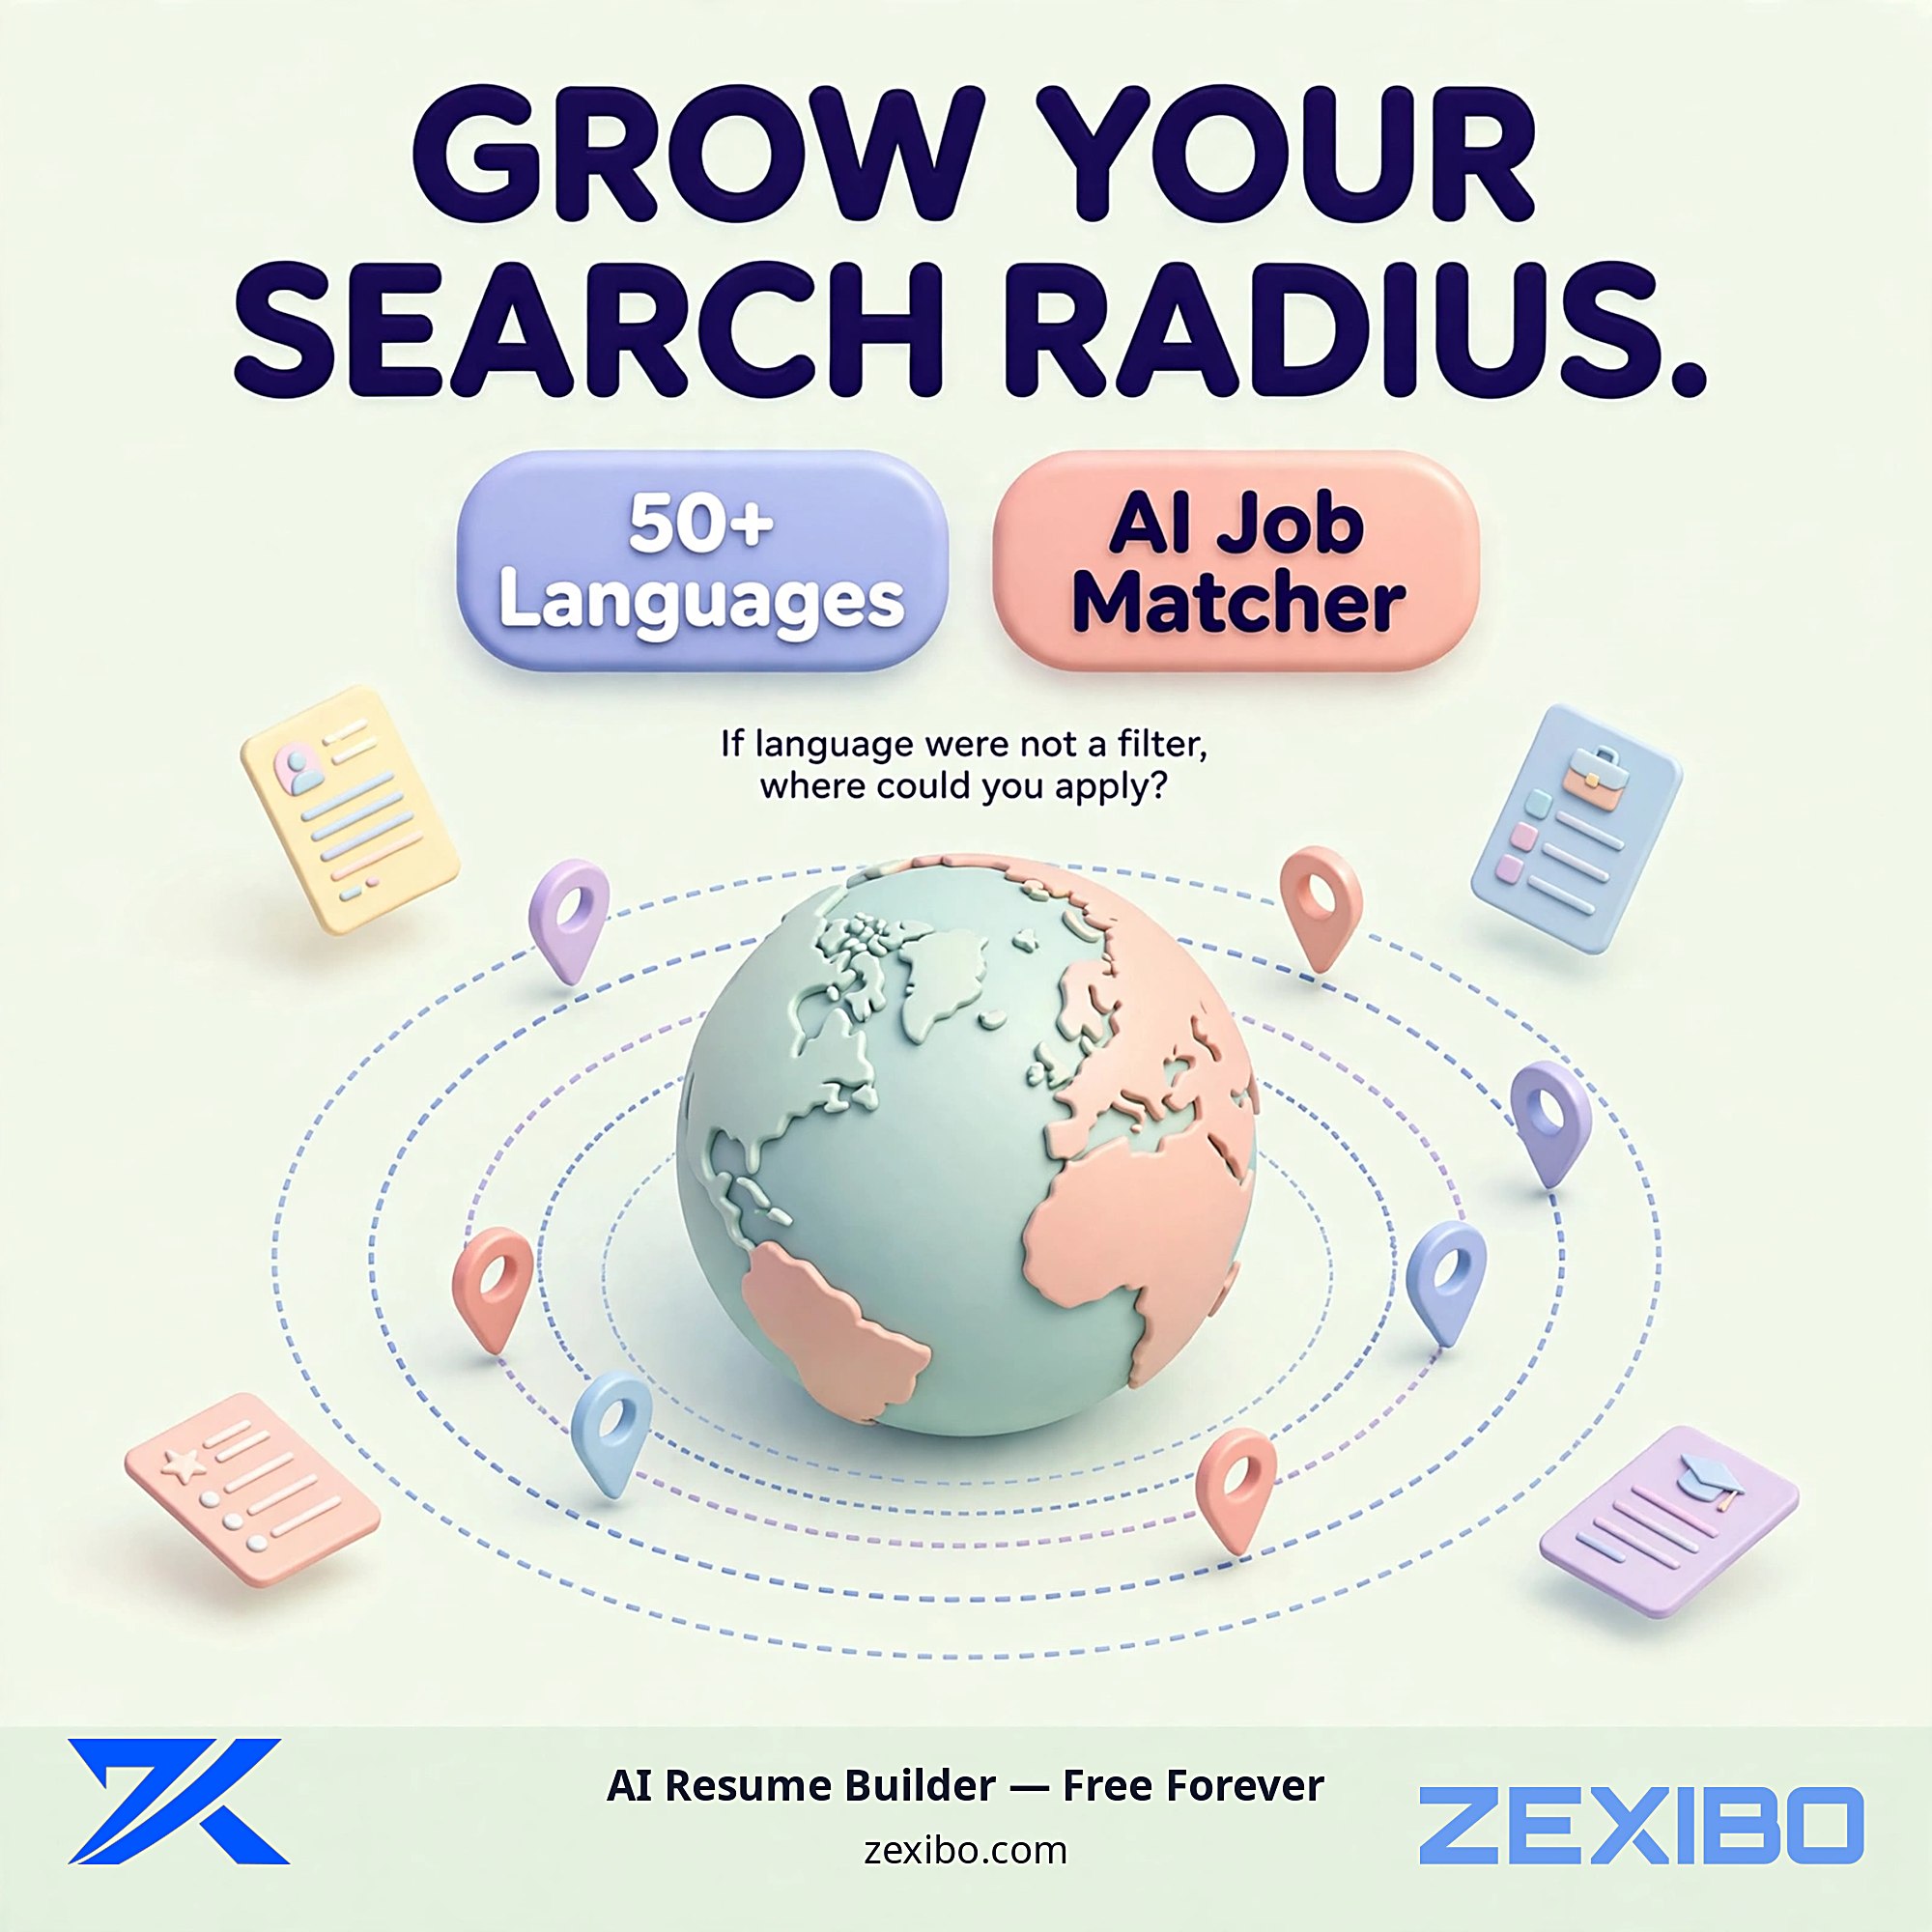 GROW YOUR
SEARCH RADIUS.
50+
Languages
AI Job
Matcher
If language were not a filter,
where could you apply?
AI Resume Builder — Free Forever
zexibo.com
ZEXIBO